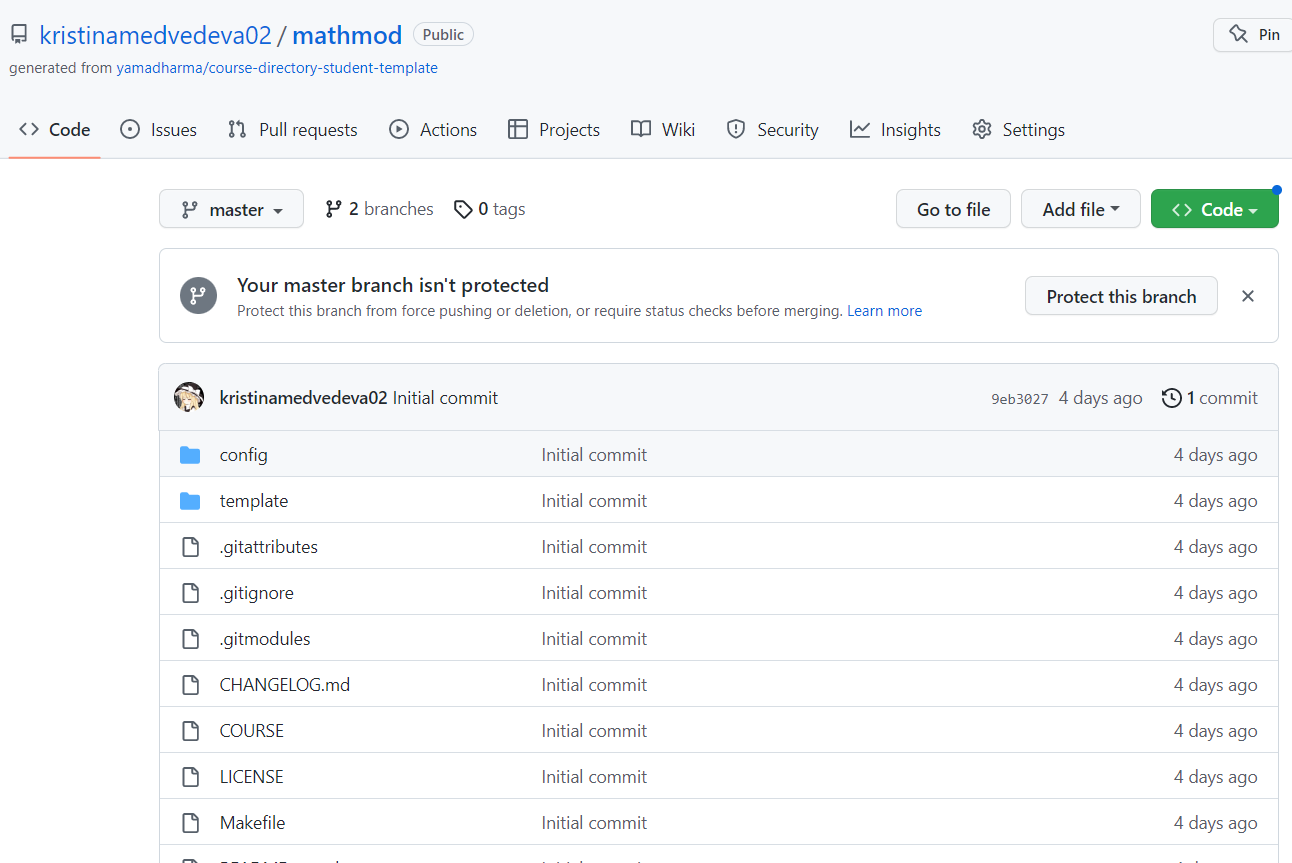 kristinamedvedeva02 / mathmod Public Pin
generated from yamadharma/course-directory-student-template
Code Issues Pull requests Actions Projects Wiki Security Insights Settings
master 2 branches 0 tags Go to file Add file Code
Your master branch isn't protected
Protect this branch from force pushing or deletion, or require status checks before merging. Learn more
Protect this branch
kristinamedvedeva02 Initial commit 9eb3027 4 days ago 1 commit
config Initial commit 4 days ago
template Initial commit 4 days ago
.gitattributes Initial commit 4 days ago
.gitignore Initial commit 4 days ago
.gitmodules Initial commit 4 days ago
CHANGELOG.md Initial commit 4 days ago
COURSE Initial commit 4 days ago
LICENSE Initial commit 4 days ago
Makefile Initial commit 4 days ago